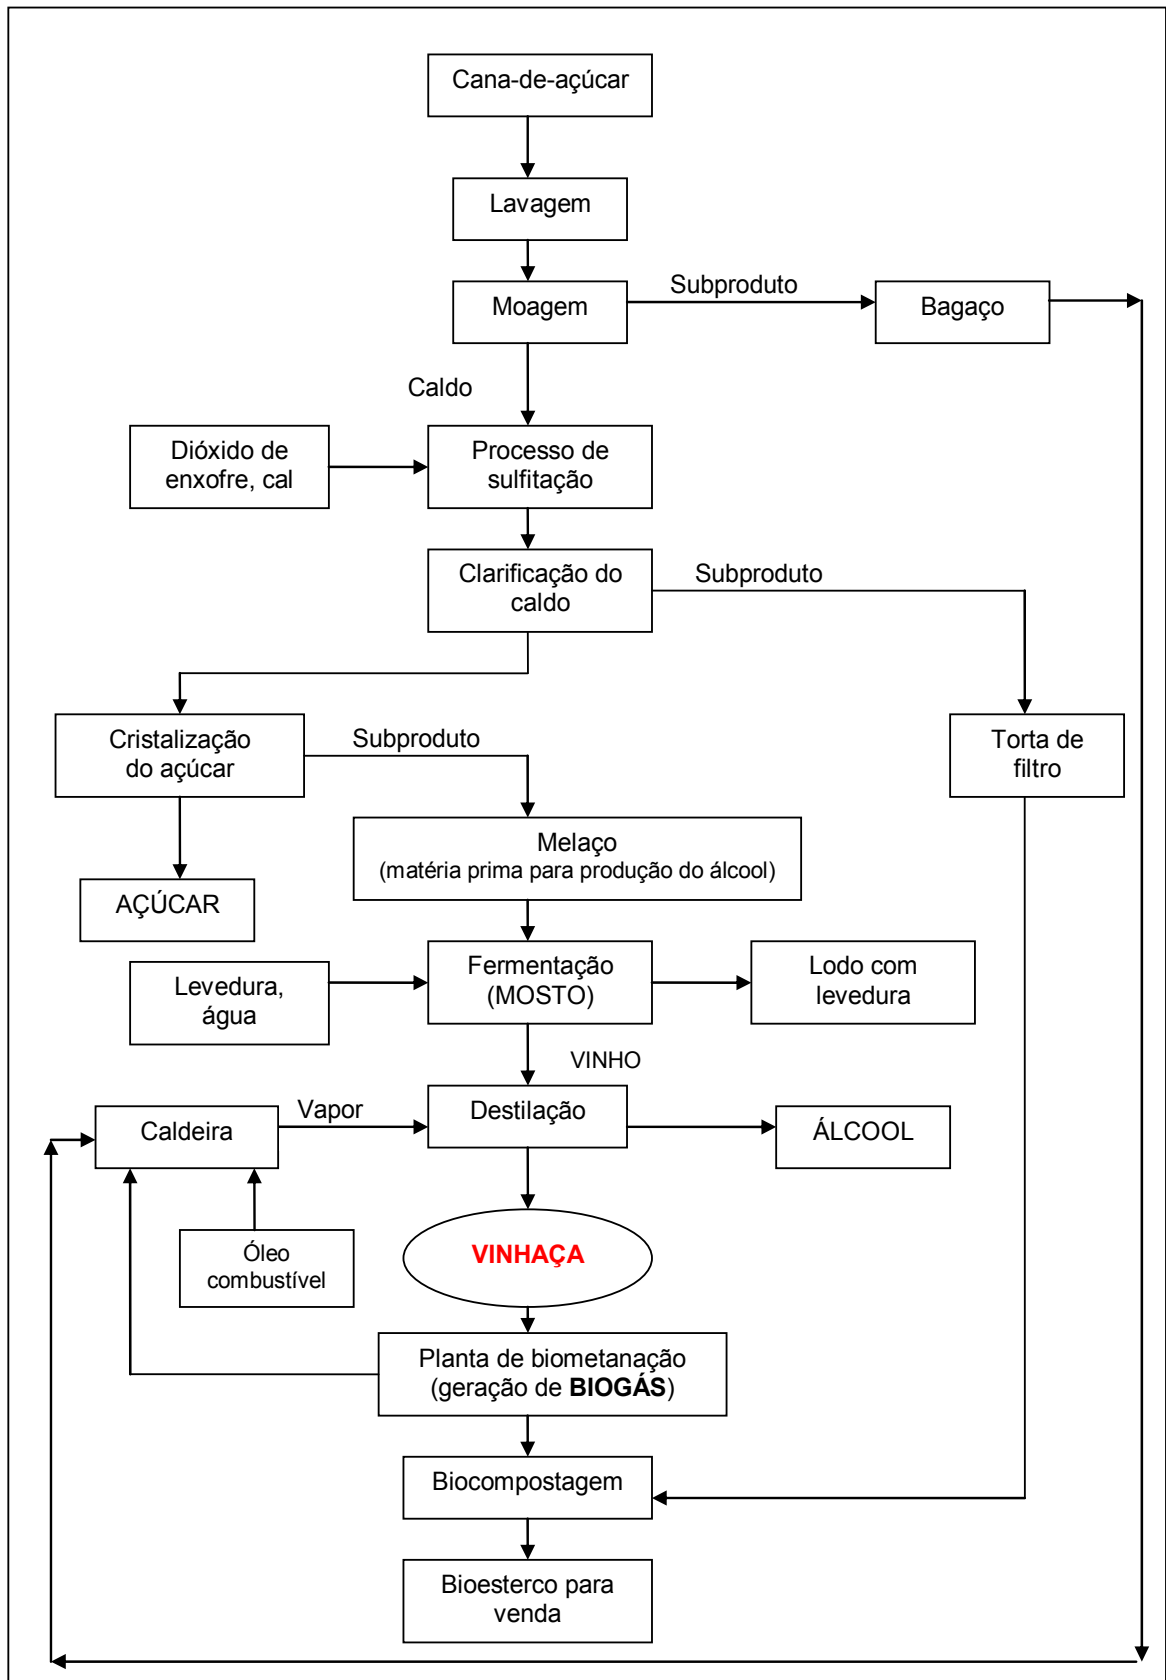 Cana-de-açúcar
Lavagem
Subproduto
Moagem
Bagaço
Caldo
Dióxido de
enxofre, cal
Processo de
sulfitação
Clarificação do
caldo
Subproduto
Cristalização
do açúcar
Subproduto
Torta de
filtro
Melaço
(matéria prima para produção do álcool)
AÇÚCAR
Levedura,
água
Fermentação
(MOSTO)
Lodo com
levedura
VINHO
Caldeira
Vapor
Destilação
ÁLCOOL
Óleo
combustível
VINHAÇA
Planta de biometanação
(geração de BIOGÁS)
Biocompostagem
Bioesterco para
venda